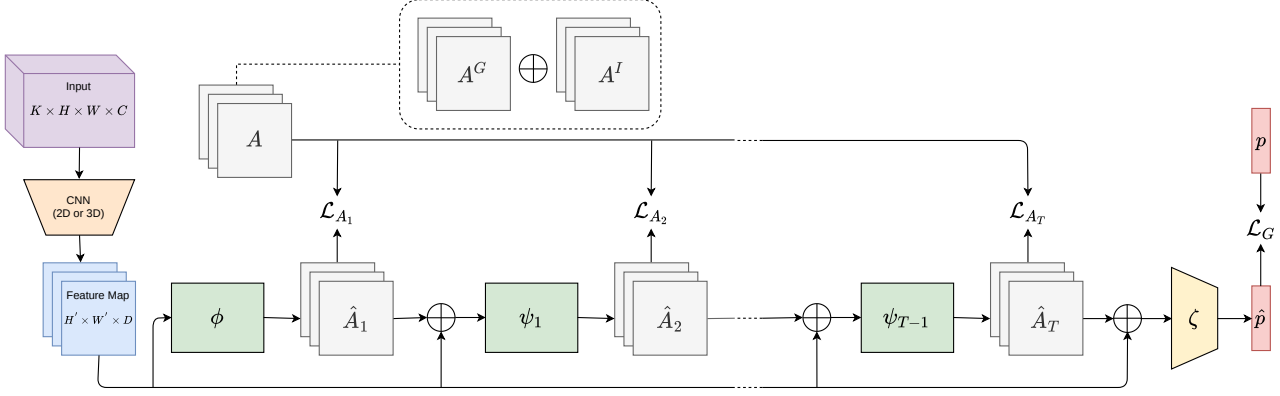 A^G ⊕ A^I
Input
K × H × W × C
A
p
CNN
(2D or 3D)
ℒ_{A_1}
ℒ_{A_2}
ℒ_{A_T}
ℒ_G
Feature Map
H' × W' × D
ϕ
Â_1
ψ_1
Â_2
ψ_{T−1}
Â_T
ζ
p̂